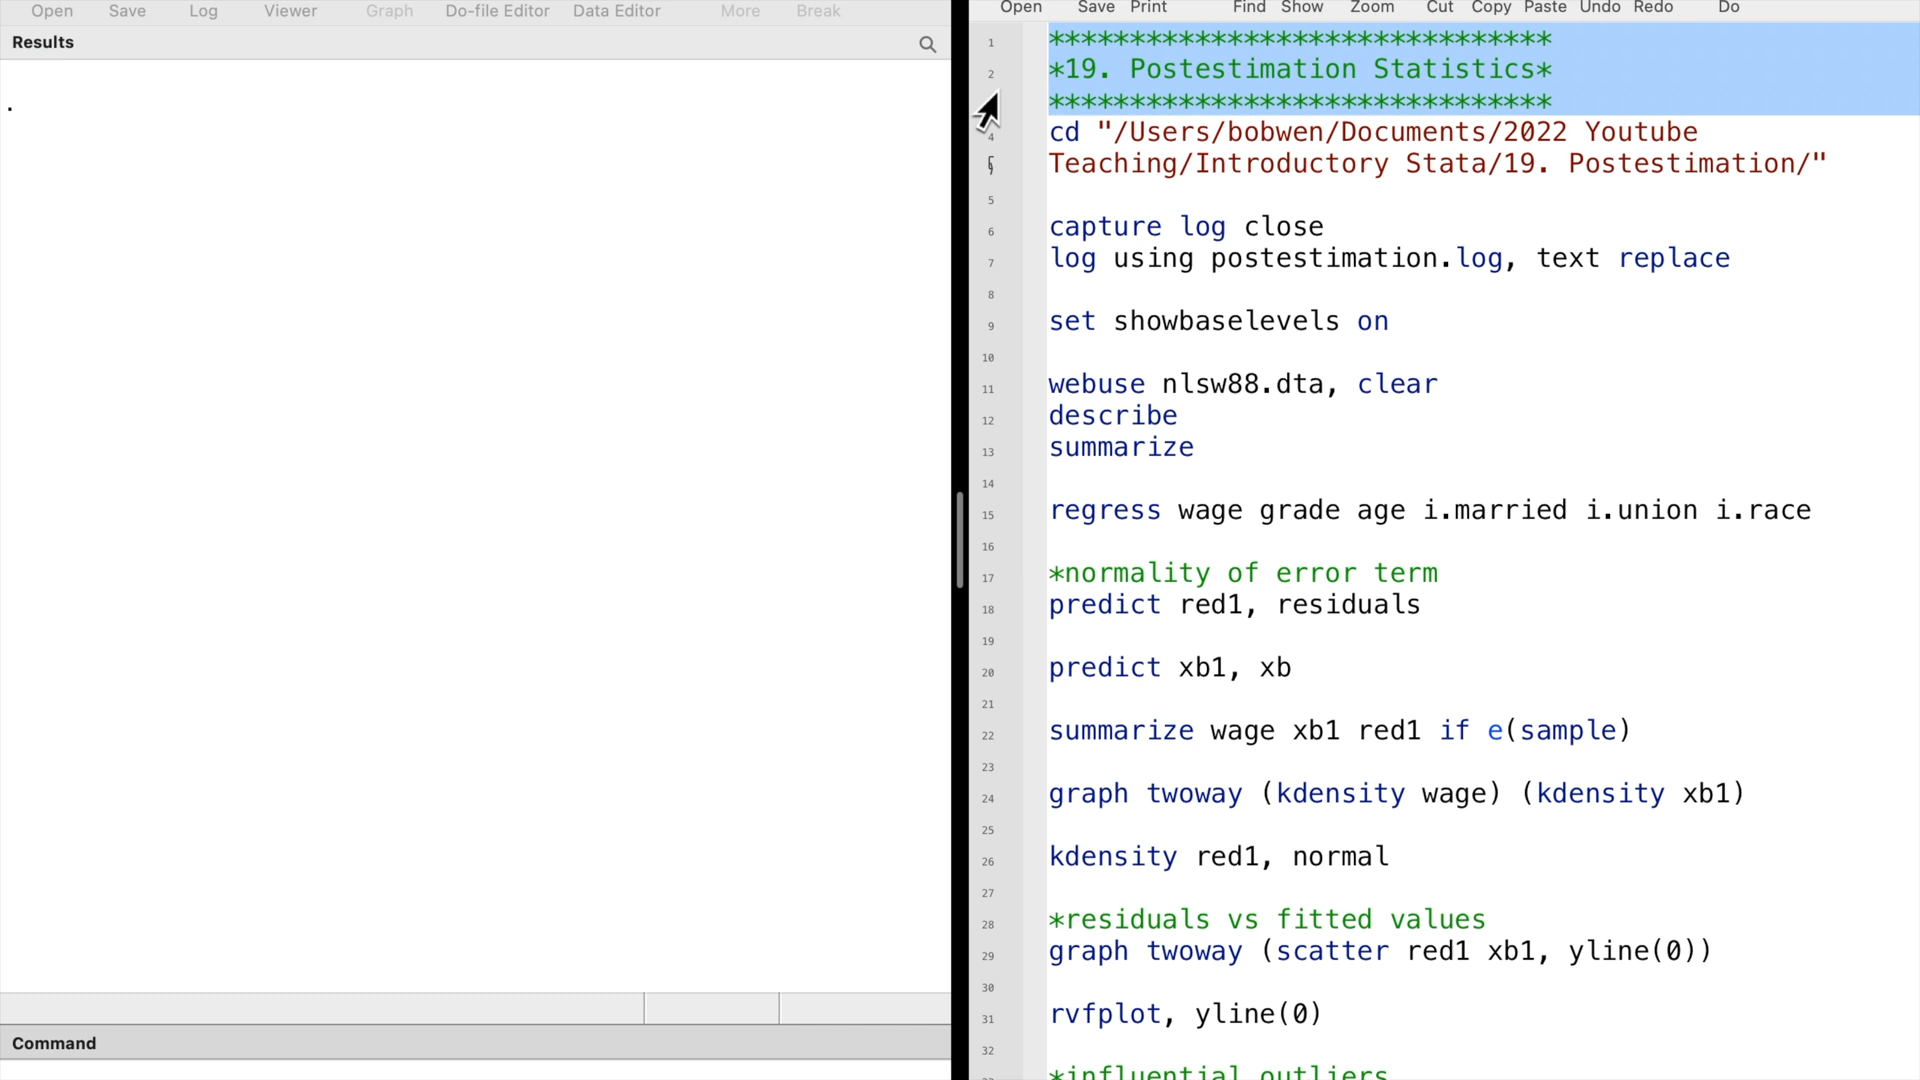 Open Save Log Viewer Graph Do-file Editor Data Editor More Break
Results
.
Command
Open Save Print Find Show Zoom Cut Copy Paste Undo Redo Do
1 *******************************
2 *19. Postestimation Statistics*
*******************************
4 cd "/Users/bobwen/Documents/2022 Youtube
Teaching/Introductory Stata/19. Postestimation/"
5
6 capture log close
7 log using postestimation.log, text replace
8
9 set showbaselevels on
10
11 webuse nlsw88.dta, clear
12 describe
13 summarize
14
15 regress wage grade age i.married i.union i.race
16
17 *normality of error term
18 predict red1, residuals
19
20 predict xb1, xb
21
22 summarize wage xb1 red1 if e(sample)
23
24 graph twoway (kdensity wage) (kdensity xb1)
25
26 kdensity red1, normal
27
28 *residuals vs fitted values
29 graph twoway (scatter red1 xb1, yline(0))
30
31 rvfplot, yline(0)
32
*influential outliers